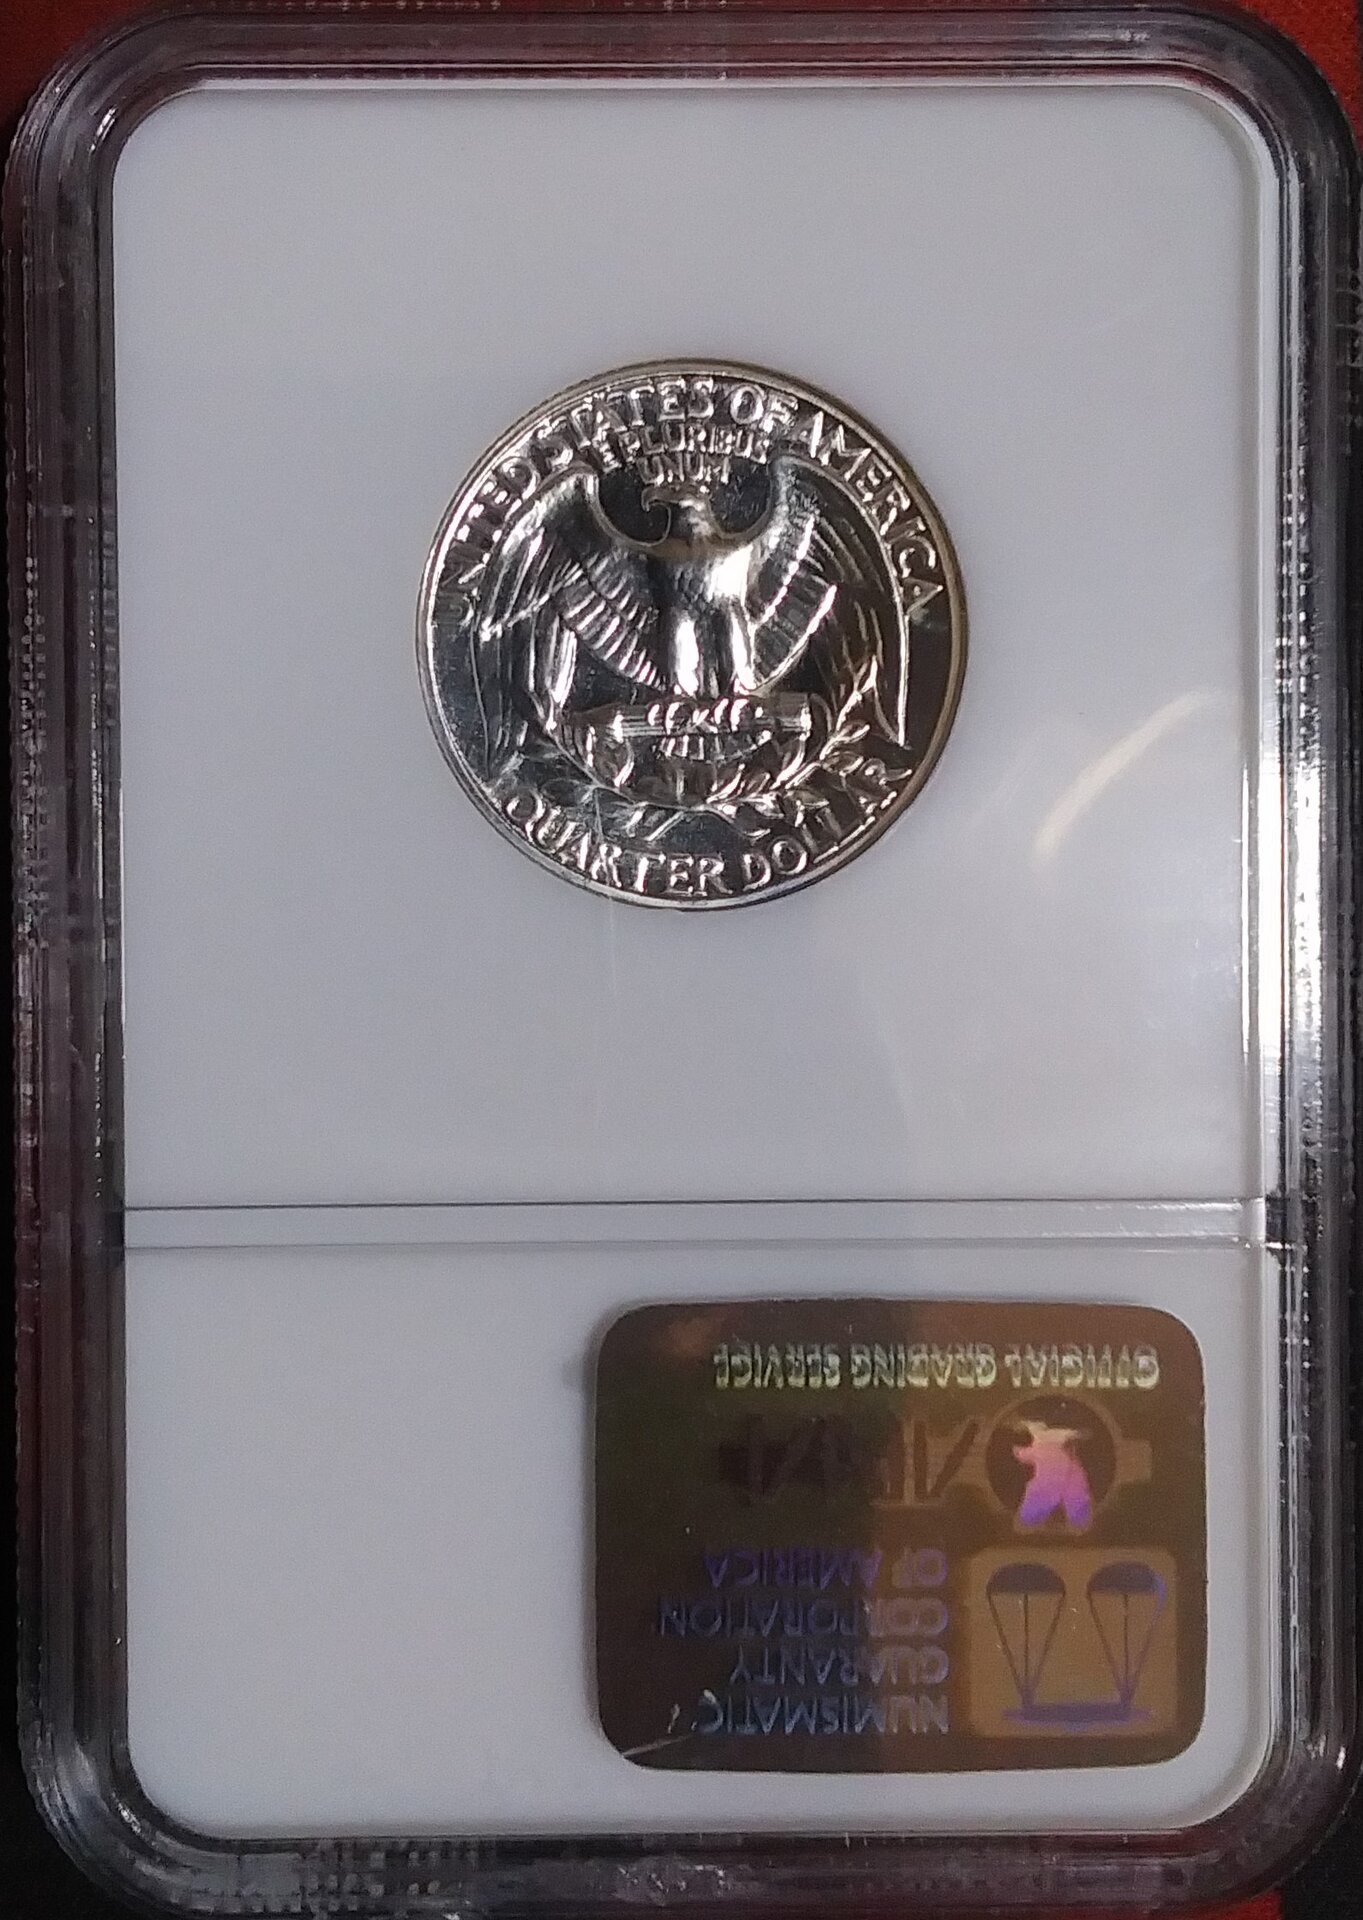 UNITED STATES OF AMERICA
E PLURIBUS
UNUM
QUARTER DOLLAR
NUMISMATIC
GUARANTY
CORPORATION
OF AMERICA
OFFICIAL GRADING SERVICE